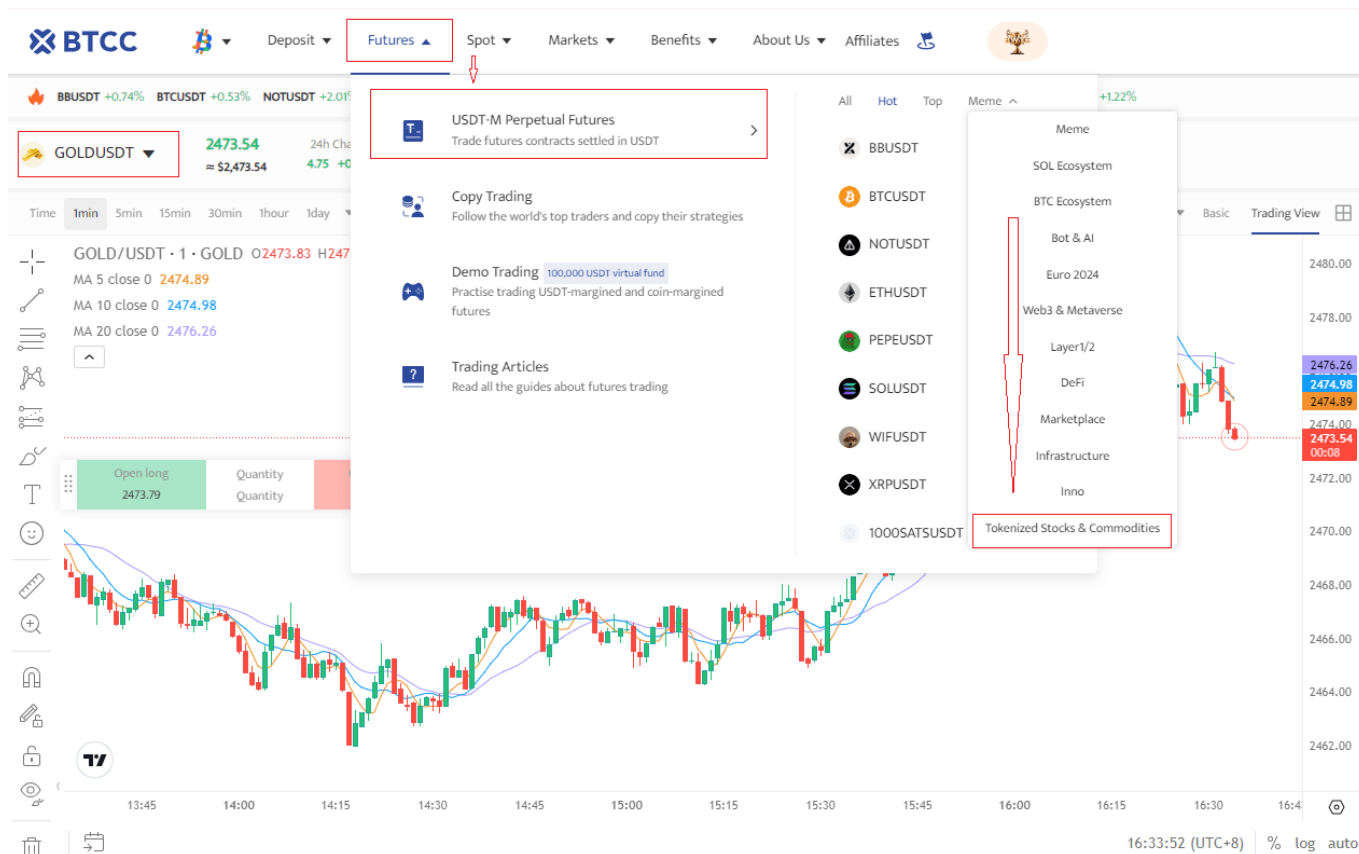 BTCC
Deposit
Futures
Spot
Markets
Benefits
About Us
Affiliates
BBUSDT +0.74% BTCUSDT +0.53% NOTUSDT +2.01%
+1.22%
GOLDUSDT
2473.54
≈ $2,473.54
24h Cha
4.75 +0
Time 1min 5min 15min 30min 1hour 1day
Basic Trading View
GOLD/USDT · 1 · GOLD O2473.83 H247
MA 5 close 0 2474.89
MA 10 close 0 2474.98
MA 20 close 0 2476.26
Open long
2473.79
Quantity
Quantity
USDT-M Perpetual Futures
Trade futures contracts settled in USDT
Copy Trading
Follow the world's top traders and copy their strategies
Demo Trading 100,000 USDT virtual fund
Practise trading USDT-margined and coin-margined
futures
Trading Articles
Read all the guides about futures trading
All Hot Top Meme
BBUSDT
BTCUSDT
NOTUSDT
ETHUSDT
PEPEUSDT
SOLUSDT
WIFUSDT
XRPUSDT
1000SATSUSDT
Meme
SOL Ecosystem
BTC Ecosystem
Bot & AI
Euro 2024
Web3 & Metaverse
Layer1/2
DeFi
Marketplace
Infrastructure
Inno
Tokenized Stocks & Commodities
2480.00
2478.00
2476.26
2474.98
2474.89
2474.00
2473.54
00:08
2472.00
2470.00
2468.00
2466.00
2464.00
2462.00
13:45 14:00 14:15 14:30 14:45 15:00 15:15 15:30 15:45 16:00 16:15 16:30 16:4
16:33:52 (UTC+8) % log auto